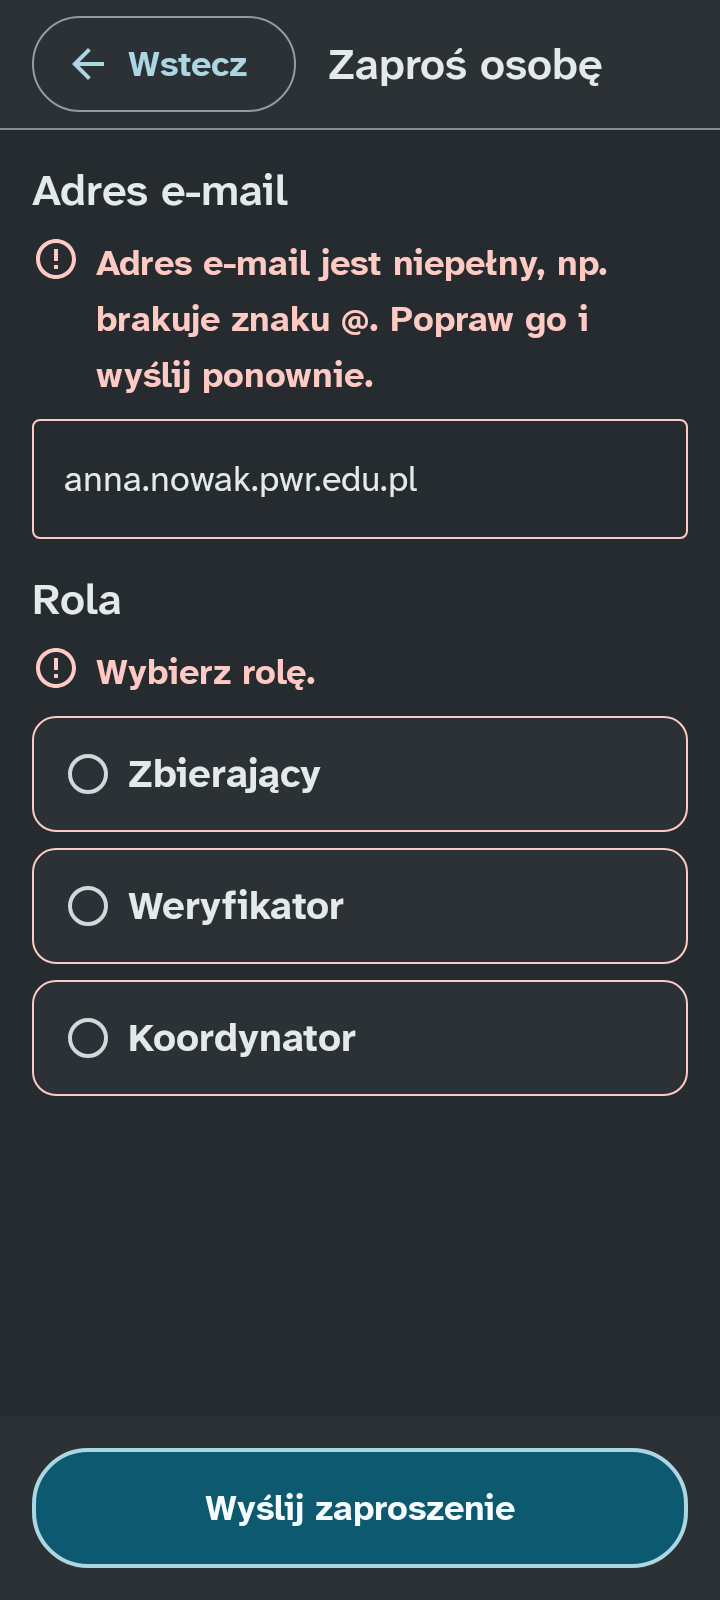 Wstecz
Zaproś osobę
Adres e-mail
Adres e-mail jest niepełny, np.
brakuje znaku @. Popraw go i
wyślij ponownie.
anna.nowak.pwr.edu.pl
Rola
Wybierz rolę.
Zbierający
Weryfikator
Koordynator
Wyślij zaproszenie